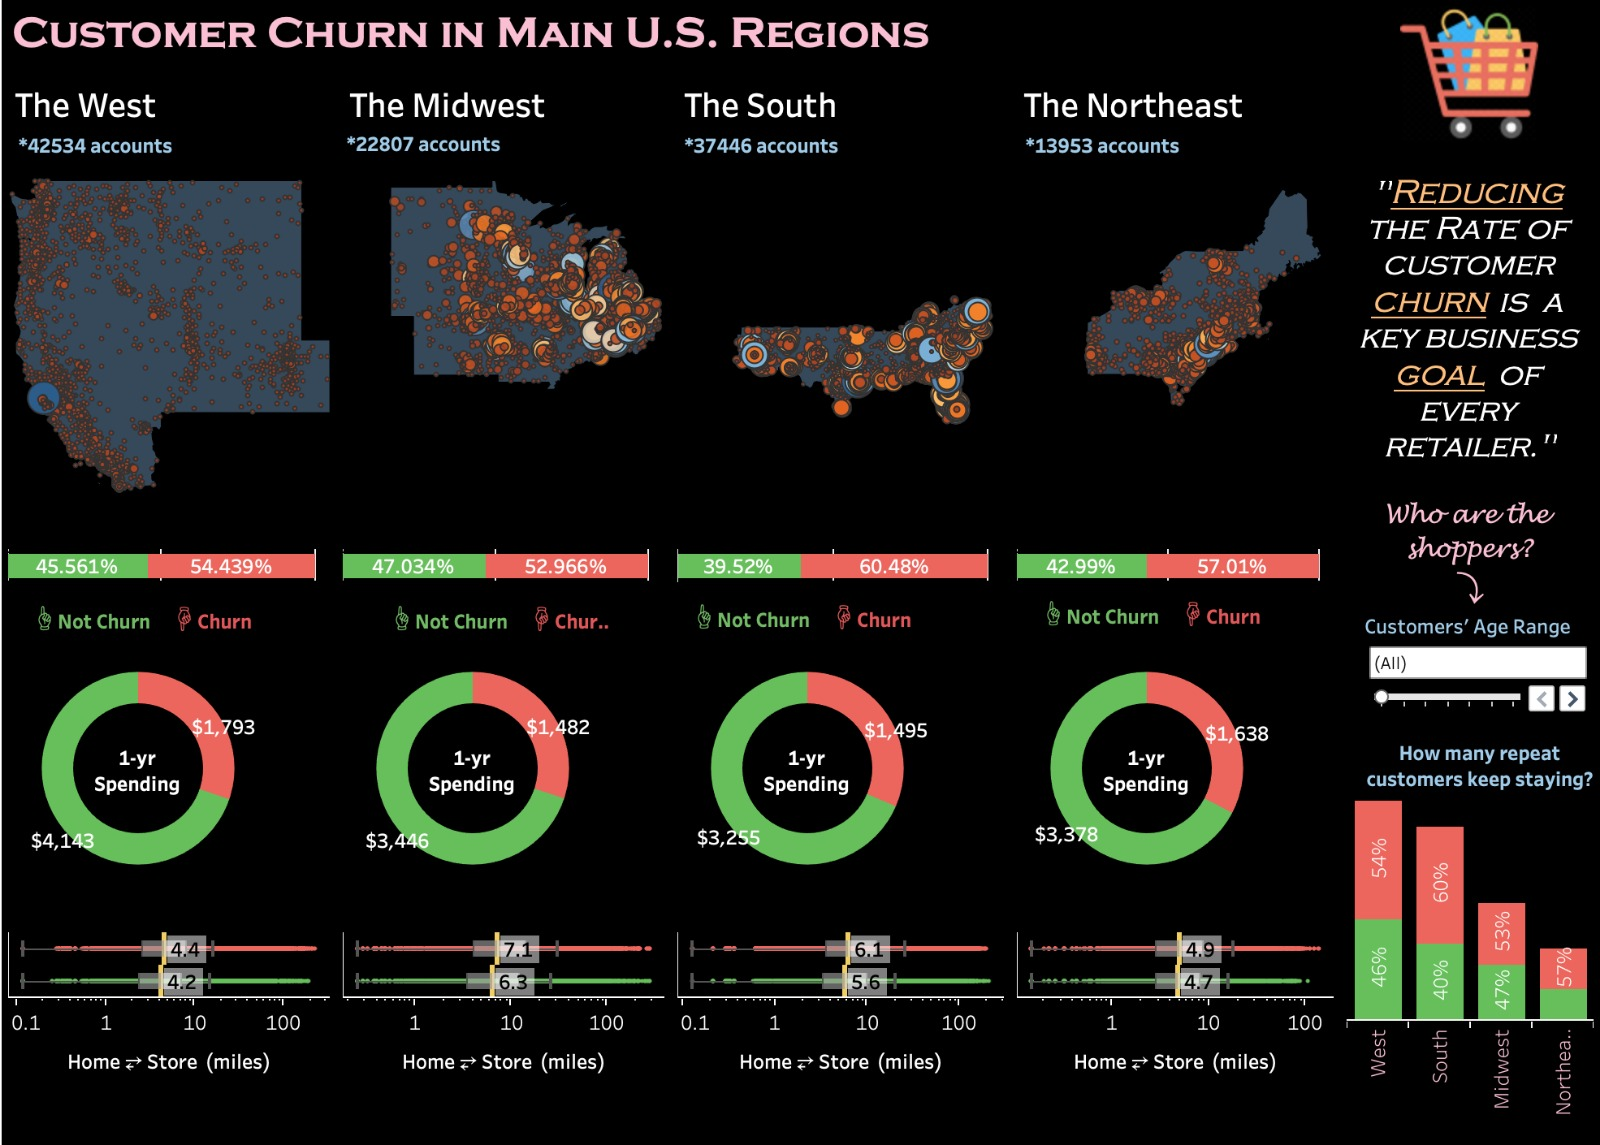 Customer Churn in Main U.S. Regions
The West
*42534 accounts
The Midwest
*22807 accounts
The South
*37446 accounts
The Northeast
*13953 accounts
"Reducing
the Rate of
customer
churn is a
key business
goal of
every
retailer."
Who are the
shoppers?
Customers' Age Range
(All)
How many repeat
customers keep staying?
45.561% 54.439%
Not Churn Churn
47.034% 52.966%
Not Churn Chur..
39.52% 60.48%
Not Churn Churn
42.99% 57.01%
Not Churn Churn
$1,793
1-yr
Spending
$4,143
$1,482
1-yr
Spending
$3,446
$1,495
1-yr
Spending
$3,255
$1,638
1-yr
Spending
$3,378
4.4
4.2
0.1 1 10 100
Home ⇄ Store (miles)
7.1
6.3
1 10 100
Home ⇄ Store (miles)
6.1
5.6
0.1 1 10 100
Home ⇄ Store (miles)
4.9
4.7
1 10 100
Home ⇄ Store (miles)
54% 60% 53% 57%
46% 40% 47%
West South Midwest Northea..